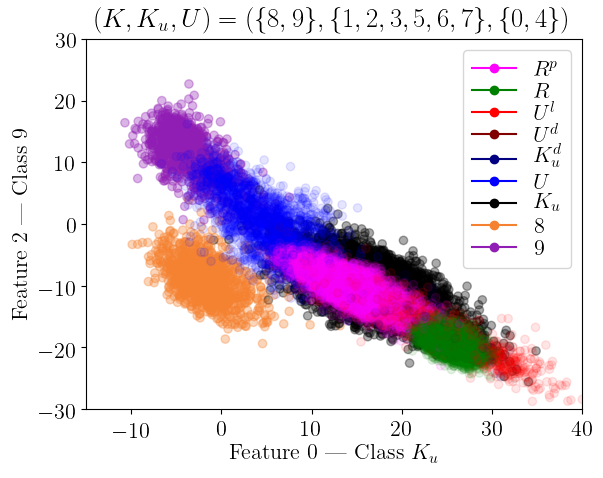 (K, K_u, U) = ({8, 9}, {1, 2, 3, 5, 6, 7}, {0, 4})
30
20
10
0
−10
−20
−30
Feature 2 — Class 9
R^p
R
U^l
U^d
K_u^d
U
K_u
8
9
−10 0 10 20 30 40
Feature 0 — Class K_u